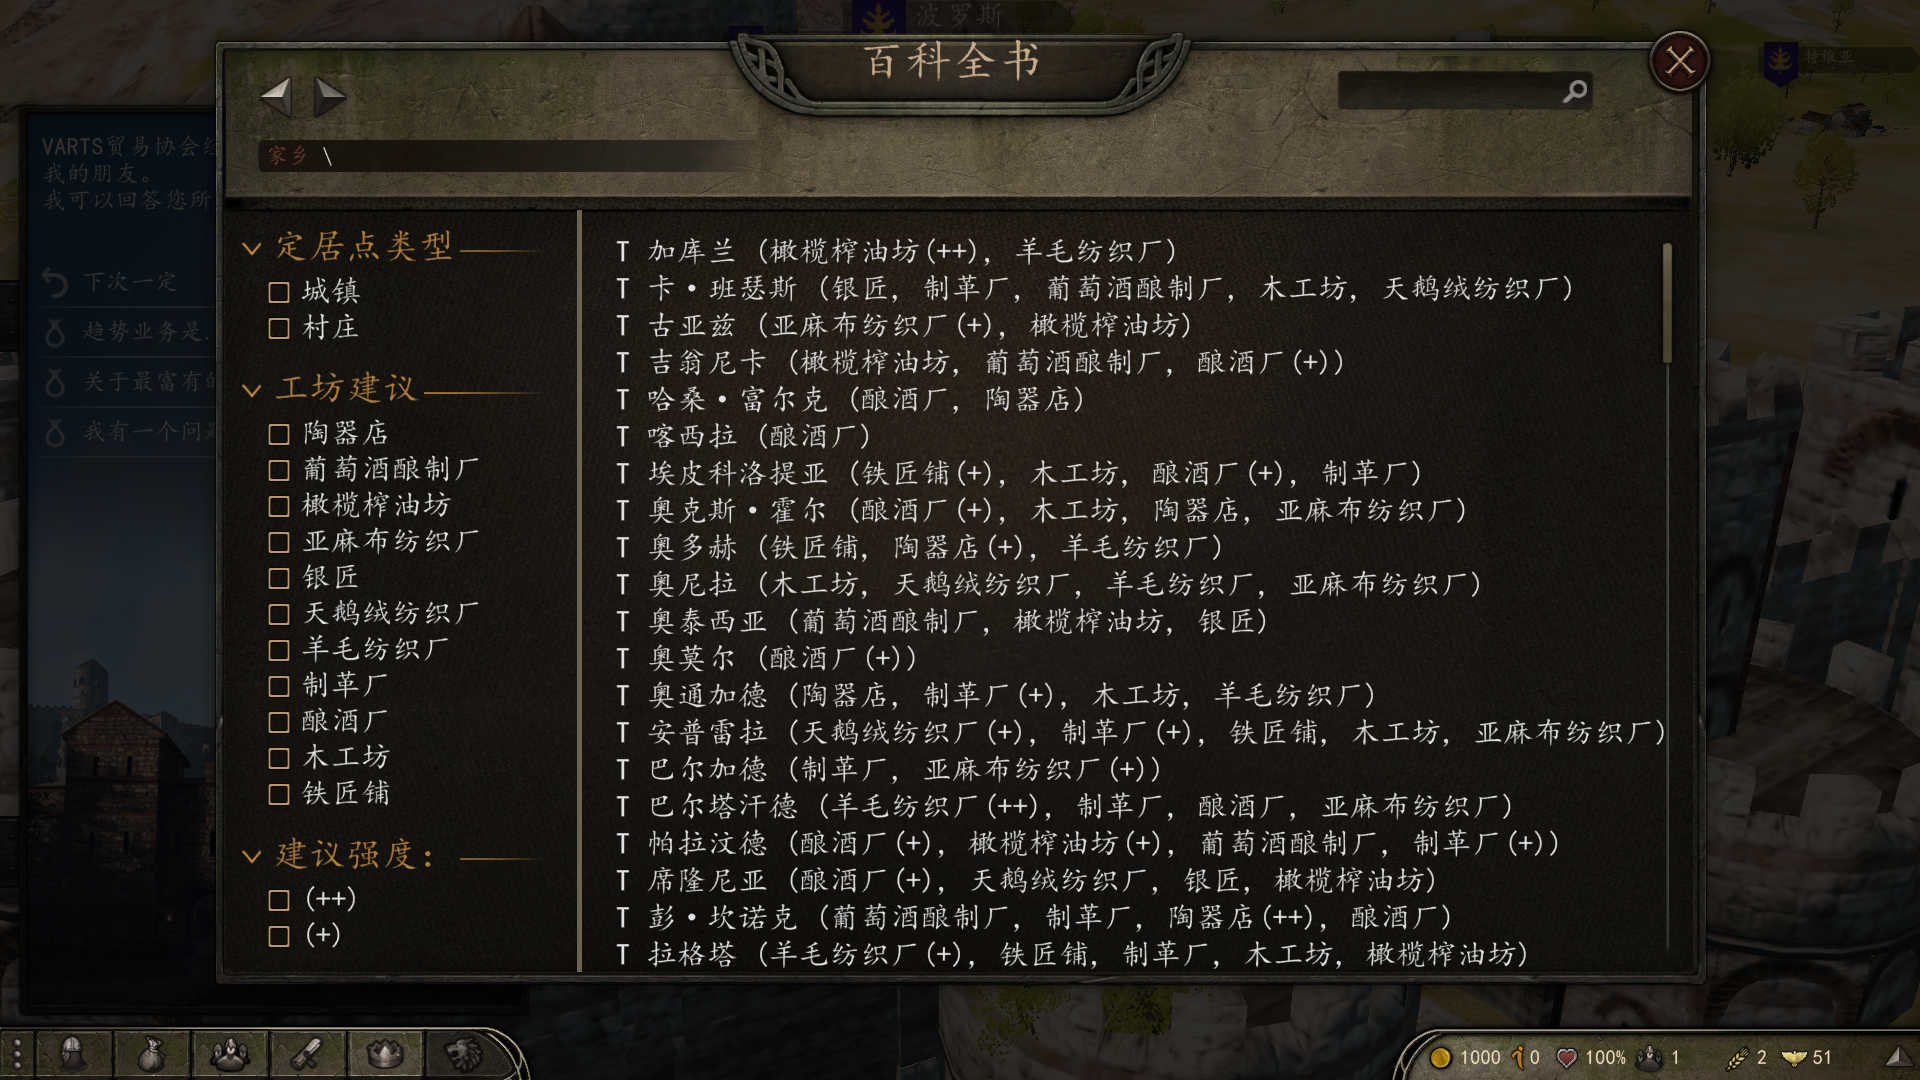 波罗斯
百科全书
特维亚
VARTS贸易协会经
我的朋友。
我可以回答您所
家乡 \
下次一定
趋势业务是.
关于最富有的
我有一个问题
定居点类型
城镇
村庄
工坊建议
陶器店
葡萄酒酿制厂
橄榄榨油坊
亚麻布纺织厂
银匠
天鹅绒纺织厂
羊毛纺织厂
制革厂
酿酒厂
木工坊
铁匠铺
建议强度：
(++)
(+)
T 加库兰 (橄榄榨油坊(++), 羊毛纺织厂)
T 卡·班瑟斯 (银匠, 制革厂, 葡萄酒酿制厂, 木工坊, 天鹅绒纺织厂)
T 古亚兹 (亚麻布纺织厂(+), 橄榄榨油坊)
T 吉翁尼卡 (橄榄榨油坊, 葡萄酒酿制厂, 酿酒厂(+))
T 哈桑·富尔克 (酿酒厂, 陶器店)
T 喀西拉 (酿酒厂)
T 埃皮科洛提亚 (铁匠铺(+), 木工坊, 酿酒厂(+), 制革厂)
T 奥克斯·霍尔 (酿酒厂(+), 木工坊, 陶器店, 亚麻布纺织厂)
T 奥多赫 (铁匠铺, 陶器店(+), 羊毛纺织厂)
T 奥尼拉 (木工坊, 天鹅绒纺织厂, 羊毛纺织厂, 亚麻布纺织厂)
T 奥泰西亚 (葡萄酒酿制厂, 橄榄榨油坊, 银匠)
T 奥莫尔 (酿酒厂(+))
T 奥通加德 (陶器店, 制革厂(+), 木工坊, 羊毛纺织厂)
T 安普雷拉 (天鹅绒纺织厂(+), 制革厂(+), 铁匠铺, 木工坊, 亚麻布纺织厂)
T 巴尔加德 (制革厂, 亚麻布纺织厂(+))
T 巴尔塔汗德 (羊毛纺织厂(++), 制革厂, 酿酒厂, 亚麻布纺织厂)
T 帕拉汶德 (酿酒厂(+), 橄榄榨油坊(+), 葡萄酒酿制厂, 制革厂(+))
T 席隆尼亚 (酿酒厂(+), 天鹅绒纺织厂, 银匠, 橄榄榨油坊)
T 彭·坎诺克 (葡萄酒酿制厂, 制革厂, 陶器店(++), 酿酒厂)
T 拉格塔 (羊毛纺织厂(+), 铁匠铺, 制革厂, 木工坊, 橄榄榨油坊)
1000 0 100% 1 2 51